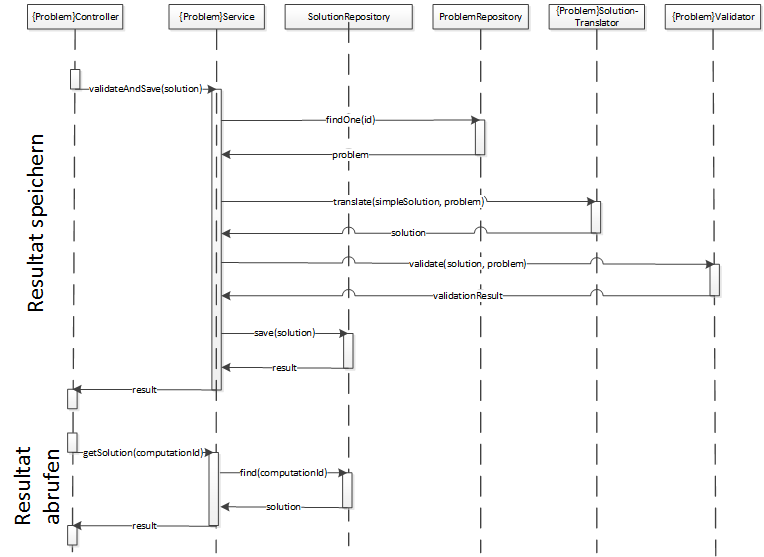 {Problem}Controller
{Problem}Service
SolutionRepository
ProblemRepository
{Problem}Solution-
Translator
{Problem}Validator
Resultat speichern
validateAndSave(solution)
findOne(id)
problem
translate(simpleSolution, problem)
solution
validate(solution, problem)
validationResult
save(solution)
result
result
Resultat
abrufen
getSolution(computationId)
find(computationId)
solution
result